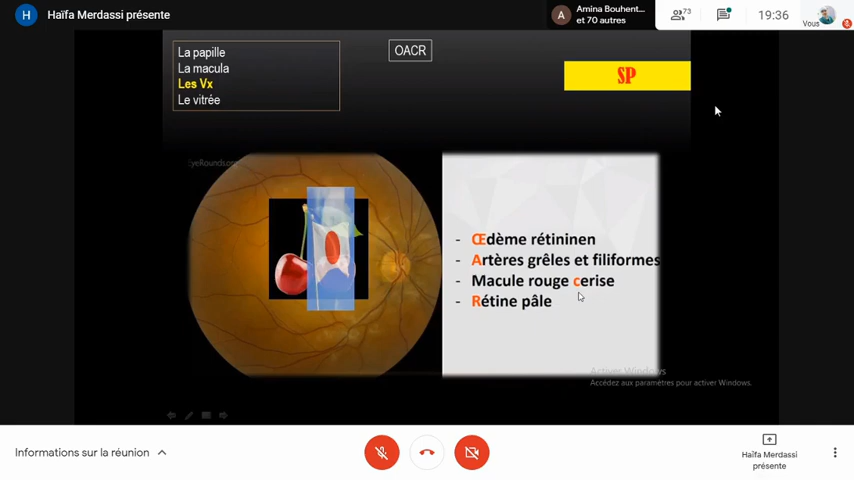 H Haïfa Merdassi présente
A Amina Bouhent...
et 70 autres
73
19:36
Vous
La papille
La macula
Les Vx
Le vitrée
OACR
SP
EyeRounds.org
- Œdème rétininen
- Artères grêles et filiformes
- Macule rouge cerise
- Rétine pâle
Activer Windows
Accédez aux paramètres pour activer Windows.
Informations sur la réunion
Haïfa Merdassi
présente